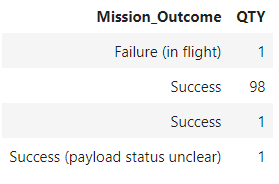 Mission_Outcome QTY
Failure (in flight) 1
Success 98
Success 1
Success (payload status unclear) 1